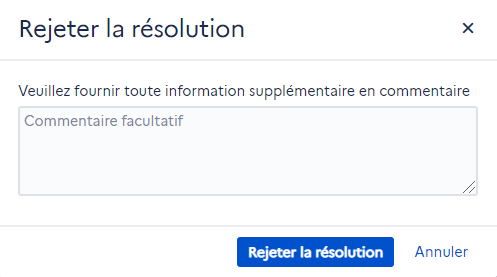 Rejeter la résolution
Veuillez fournir toute information supplémentaire en commentaire
Commentaire facultatif
Rejeter la résolution Annuler